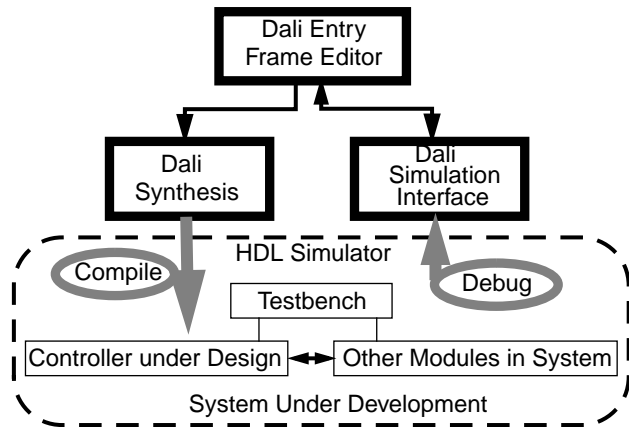 Dali Entry
Frame Editor
Dali
Synthesis
Dali
Simulation
Interface
HDL Simulator
Compile
Debug
Testbench
Controller under Design
Other Modules in System
System Under Development